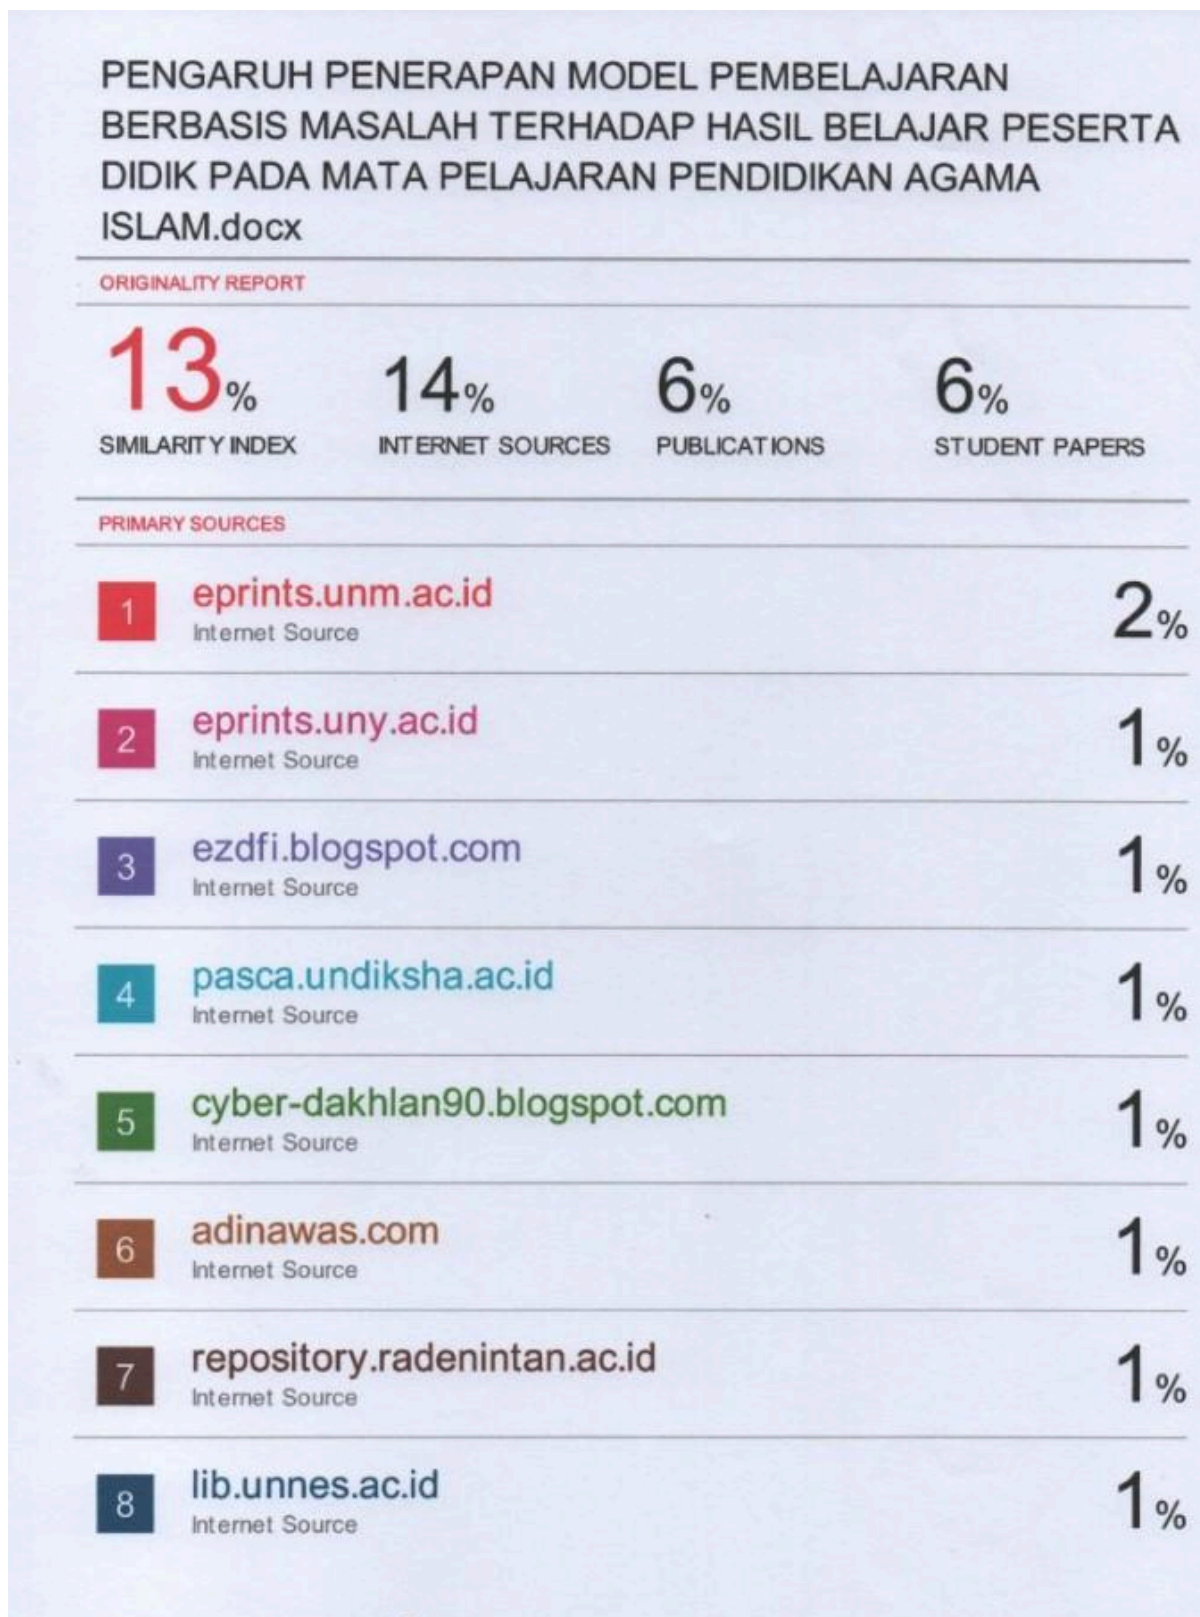 PENGARUH PENERAPAN MODEL PEMBELAJARAN
BERBASIS MASALAH TERHADAP HASIL BELAJAR PESERTA
DIDIK PADA MATA PELAJARAN PENDIDIKAN AGAMA
ISLAM.docx
ORIGINALITY REPORT
13% 14% 6% 6%
SIMILARITY INDEX INTERNET SOURCES PUBLICATIONS STUDENT PAPERS
PRIMARY SOURCES
1 eprints.unm.ac.id 2%
Internet Source
2 eprints.uny.ac.id 1%
Internet Source
3 ezdfi.blogspot.com 1%
Internet Source
4 pasca.undiksha.ac.id 1%
Internet Source
5 cyber-dakhlan90.blogspot.com 1%
Internet Source
6 adinawas.com 1%
Internet Source
7 repository.radenintan.ac.id 1%
Internet Source
8 lib.unnes.ac.id 1%
Internet Source